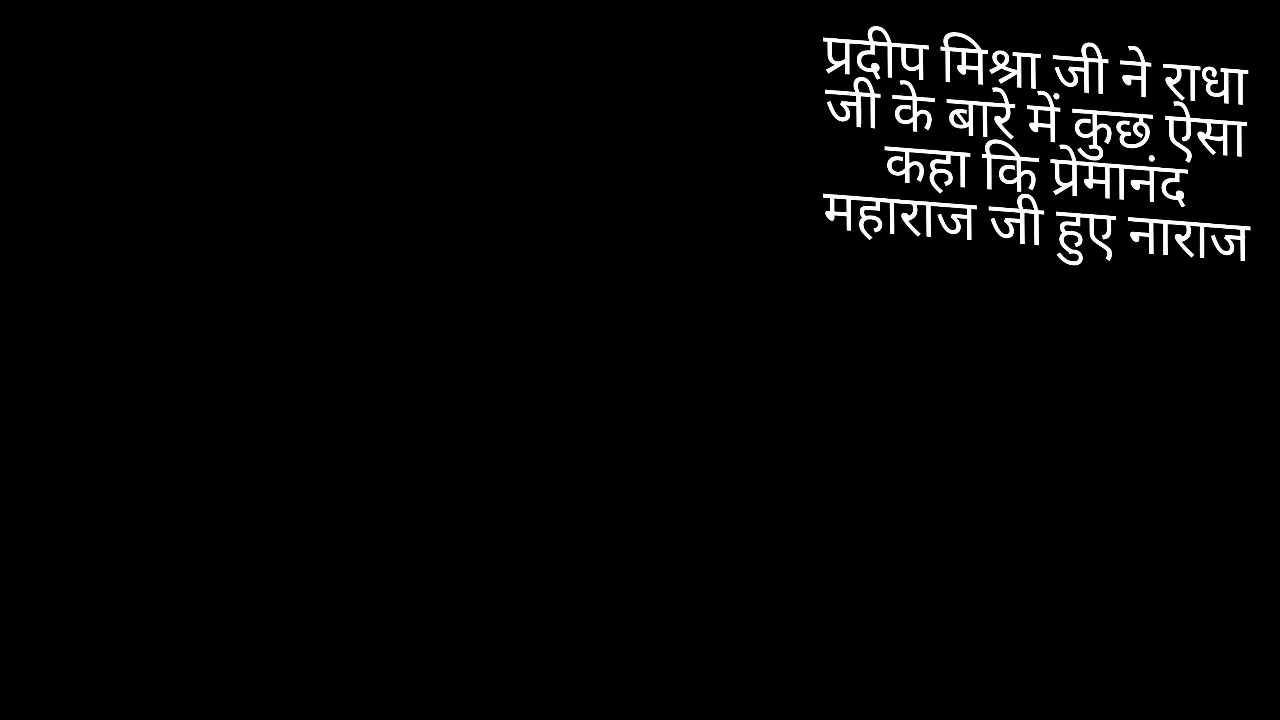 प्रदीप मिश्रा जी ने राधा
जी के बारे में कुछ ऐसा
कहा कि प्रेमानंद
महाराज जी हुए नाराज